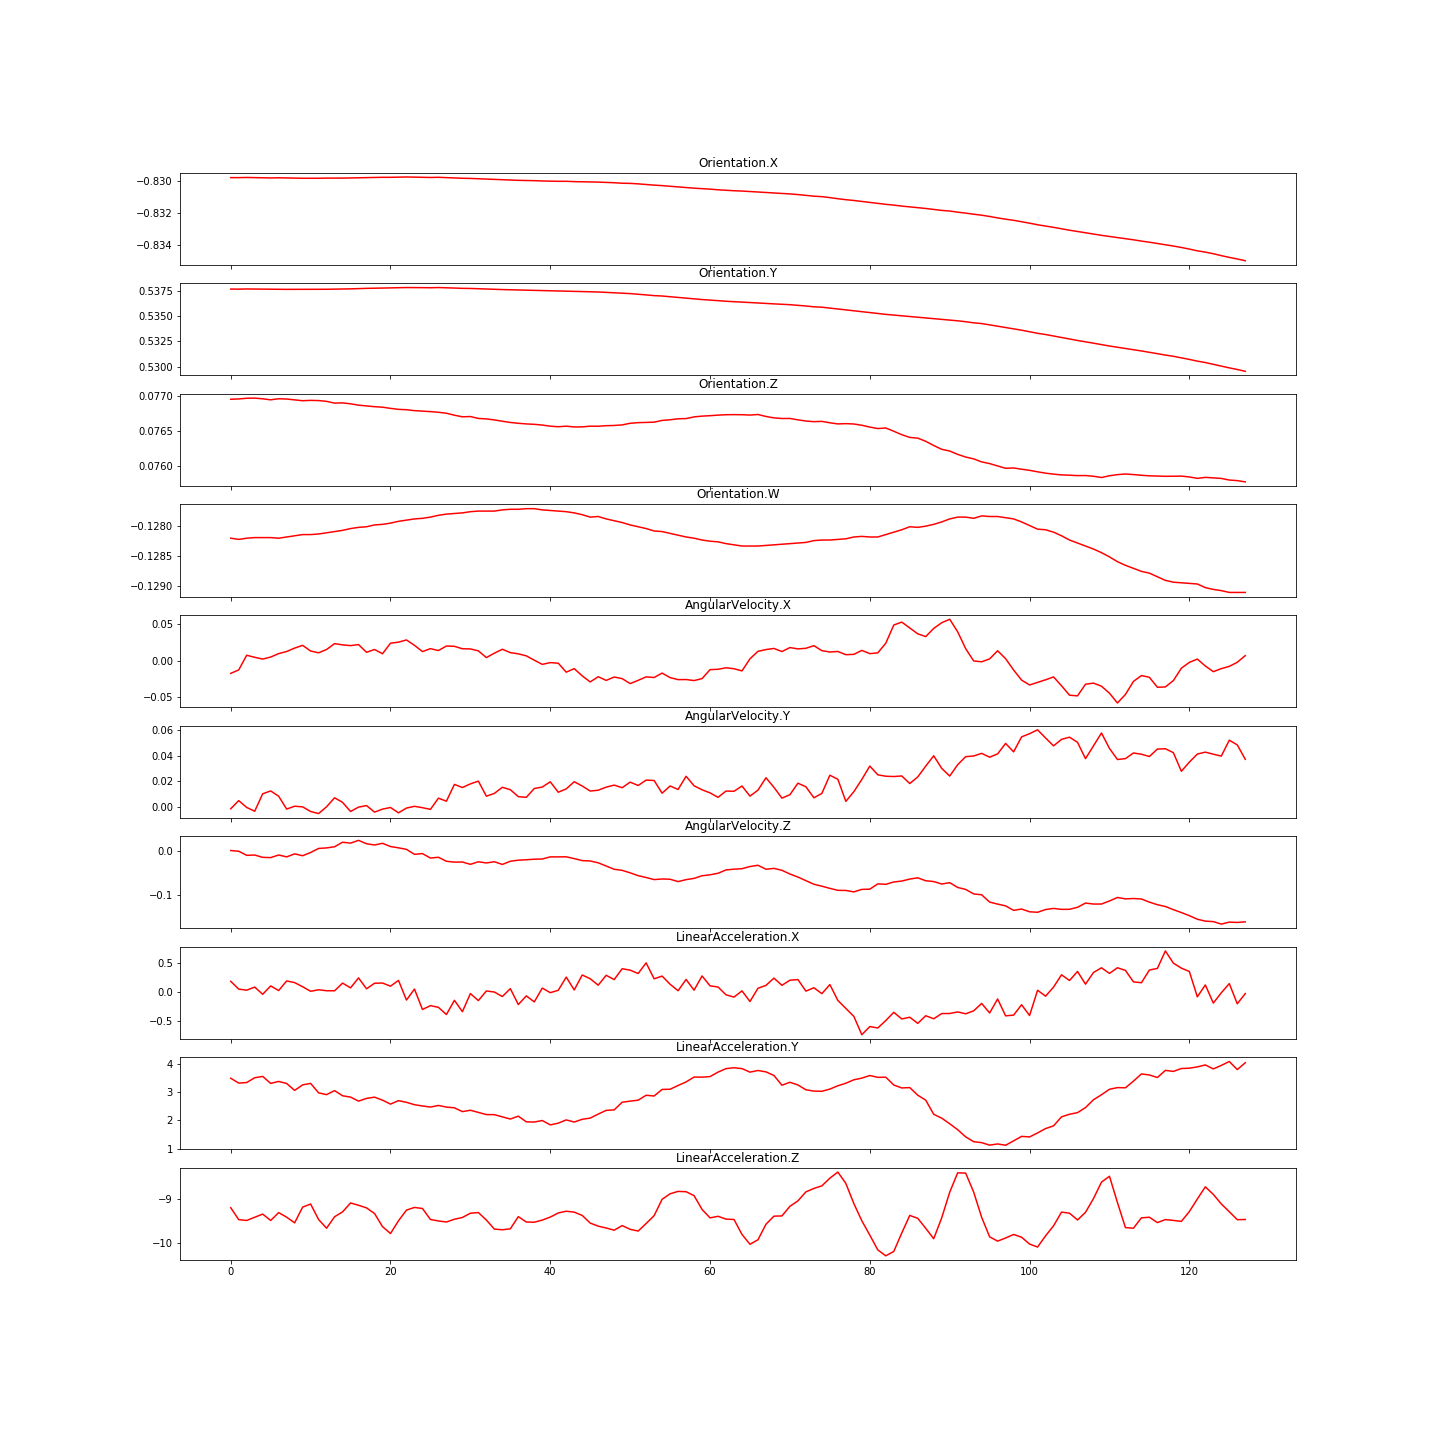 Orientation.X
−0.830
−0.832
−0.834
Orientation.Y
0.5375
0.5350
0.5325
0.5300
Orientation.Z
0.0770
0.0765
0.0760
Orientation.W
−0.1280
−0.1285
−0.1290
AngularVelocity.X
0.05
0.00
−0.05
AngularVelocity.Y
0.06
0.04
0.02
0.00
AngularVelocity.Z
0.0
−0.1
LinearAcceleration.X
0.5
0.0
−0.5
LinearAcceleration.Y
4
3
2
1
LinearAcceleration.Z
−9
−10
0 20 40 60 80 100 120